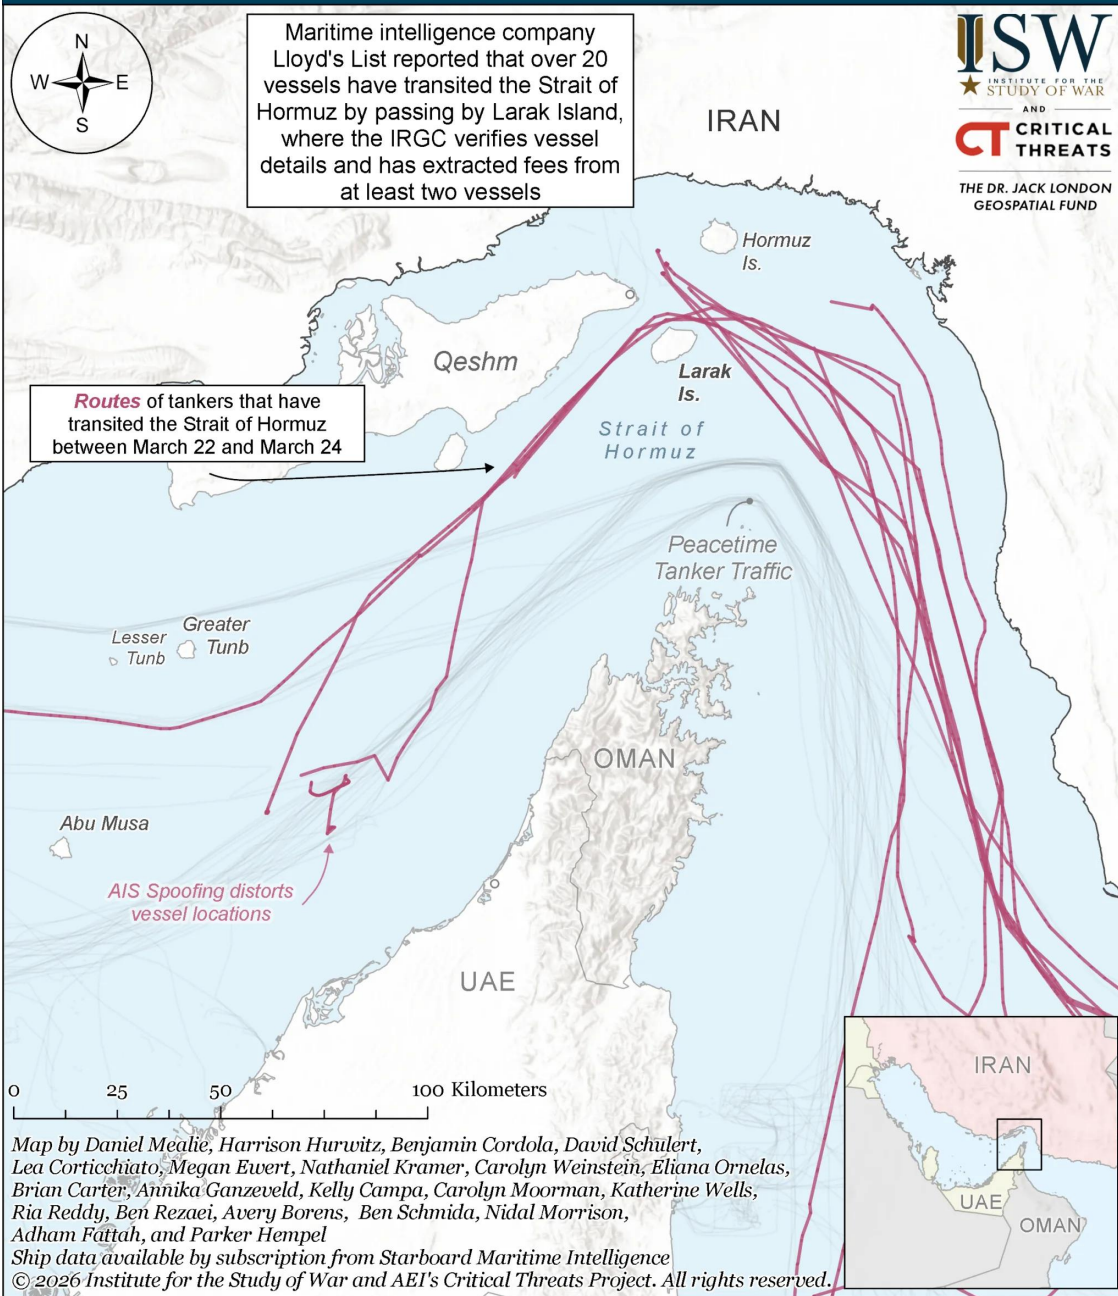 N
W
E
S
Maritime intelligence company
Lloyd's List reported that over 20
vessels have transited the Strait of
Hormuz by passing by Larak Island,
where the IRGC verifies vessel
details and has extracted fees from
at least two vessels
ISW
INSTITUTE FOR THE
STUDY OF WAR
AND
CT CRITICAL
THREATS
THE DR. JACK LONDON
GEOSPATIAL FUND
IRAN
Hormuz
Is.
Qeshm
Larak
Is.
Routes of tankers that have
transited the Strait of Hormuz
between March 22 and March 24
Strait of
Hormuz
Peacetime
Tanker Traffic
Lesser
Tunb
Greater
Tunb
OMAN
Abu Musa
AIS Spoofing distorts
vessel locations
UAE
0 25 50 100 Kilometers
Map by Daniel Mealie, Harrison Hurwitz, Benjamin Cordola, David Schulert,
Lea Corticchiato, Megan Ewert, Nathaniel Kramer, Carolyn Weinstein, Eliana Ornelas,
Brian Carter, Annika Ganzeveld, Kelly Campa, Carolyn Moorman, Katherine Wells,
Ria Reddy, Ben Rezaei, Avery Borens, Ben Schmida, Nidal Morrison,
Adham Fattah, and Parker Hempel
Ship data available by subscription from Starboard Maritime Intelligence
© 2026 Institute for the Study of War and AEI's Critical Threats Project. All rights reserved.
IRAN
UAE
OMAN